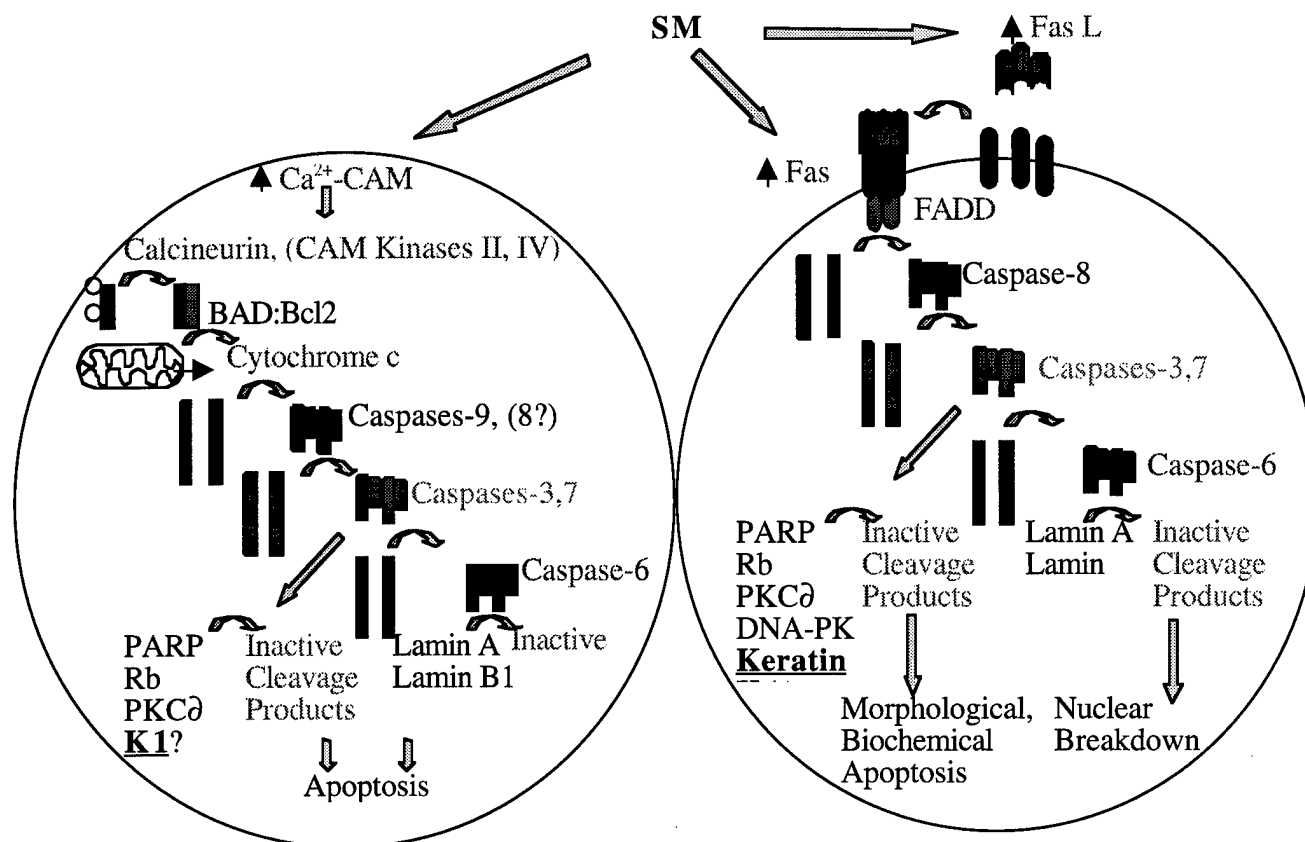 SM
Fas L
Ca²⁺-CAM
Calcineurin, (CAM Kinases II, IV)
BAD:Bcl2
Cytochrome c
Caspases-9, (8?)
Caspases-3,7
Caspase-6
PARP
Rb
PKC∂
K1?
Inactive
Cleavage
Products
Lamin A
Lamin B1
Inactive
Apoptosis
Fas
FADD
Caspase-8
Caspases-3,7
Caspase-6
PARP
Rb
PKC∂
DNA-PK
Keratin
Inactive
Cleavage
Products
Lamin A
Lamin
Inactive
Cleavage
Products
Morphological,
Biochemical
Apoptosis
Nuclear
Breakdown